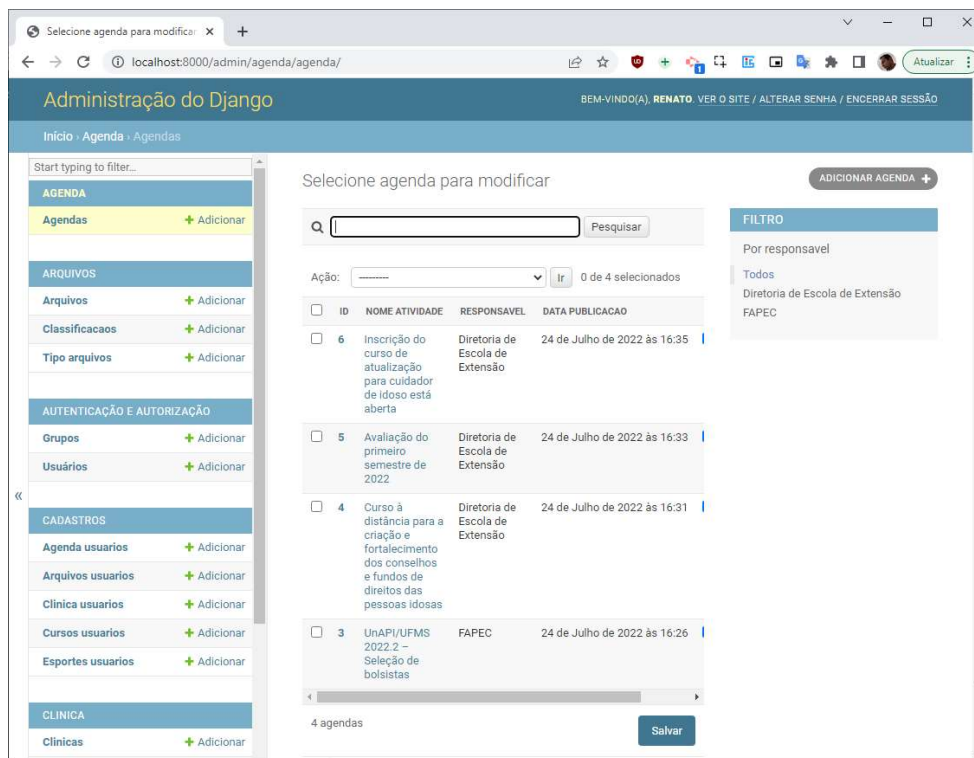 Selecione agenda para modificar
localhost:8000/admin/agenda/agenda/
1
Atualizar
Administração do Django
BEM-VINDO(A), RENATO. VER O SITE / ALTERAR SENHA / ENCERRAR SESSÃO
Início › Agenda › Agendas
Start typing to filter...
AGENDA
Agendas + Adicionar
ARQUIVOS
Arquivos + Adicionar
Classificacaos + Adicionar
Tipo arquivos + Adicionar
AUTENTICAÇÃO E AUTORIZAÇÃO
Grupos + Adicionar
Usuários + Adicionar
«
CADASTROS
Agenda usuarios + Adicionar
Arquivos usuarios + Adicionar
Clinica usuarios + Adicionar
Cursos usuarios + Adicionar
Esportes usuarios + Adicionar
CLINICA
Clinicas + Adicionar
Selecione agenda para modificar
ADICIONAR AGENDA +
Pesquisar
Ação: --------- Ir 0 de 4 selecionados
ID NOME ATIVIDADE RESPONSAVEL DATA PUBLICACAO
6 Inscrição do Diretoria de 24 de Julho de 2022 às 16:35
curso de Escola de
atualização Extensão
para cuidador
de idoso está
aberta
5 Avaliação do Diretoria de 24 de Julho de 2022 às 16:33
primeiro Escola de
semestre de Extensão
2022
4 Curso à Diretoria de 24 de Julho de 2022 às 16:31
distância para a Escola de
criação e Extensão
fortalecimento
dos conselhos
e fundos de
direitos das
pessoas idosas
3 UnAPI/UFMS FAPEC 24 de Julho de 2022 às 16:26
2022.2 –
Seleção de
bolsistas
4 agendas
Salvar
FILTRO
Por responsavel
Todos
Diretoria de Escola de Extensão
FAPEC